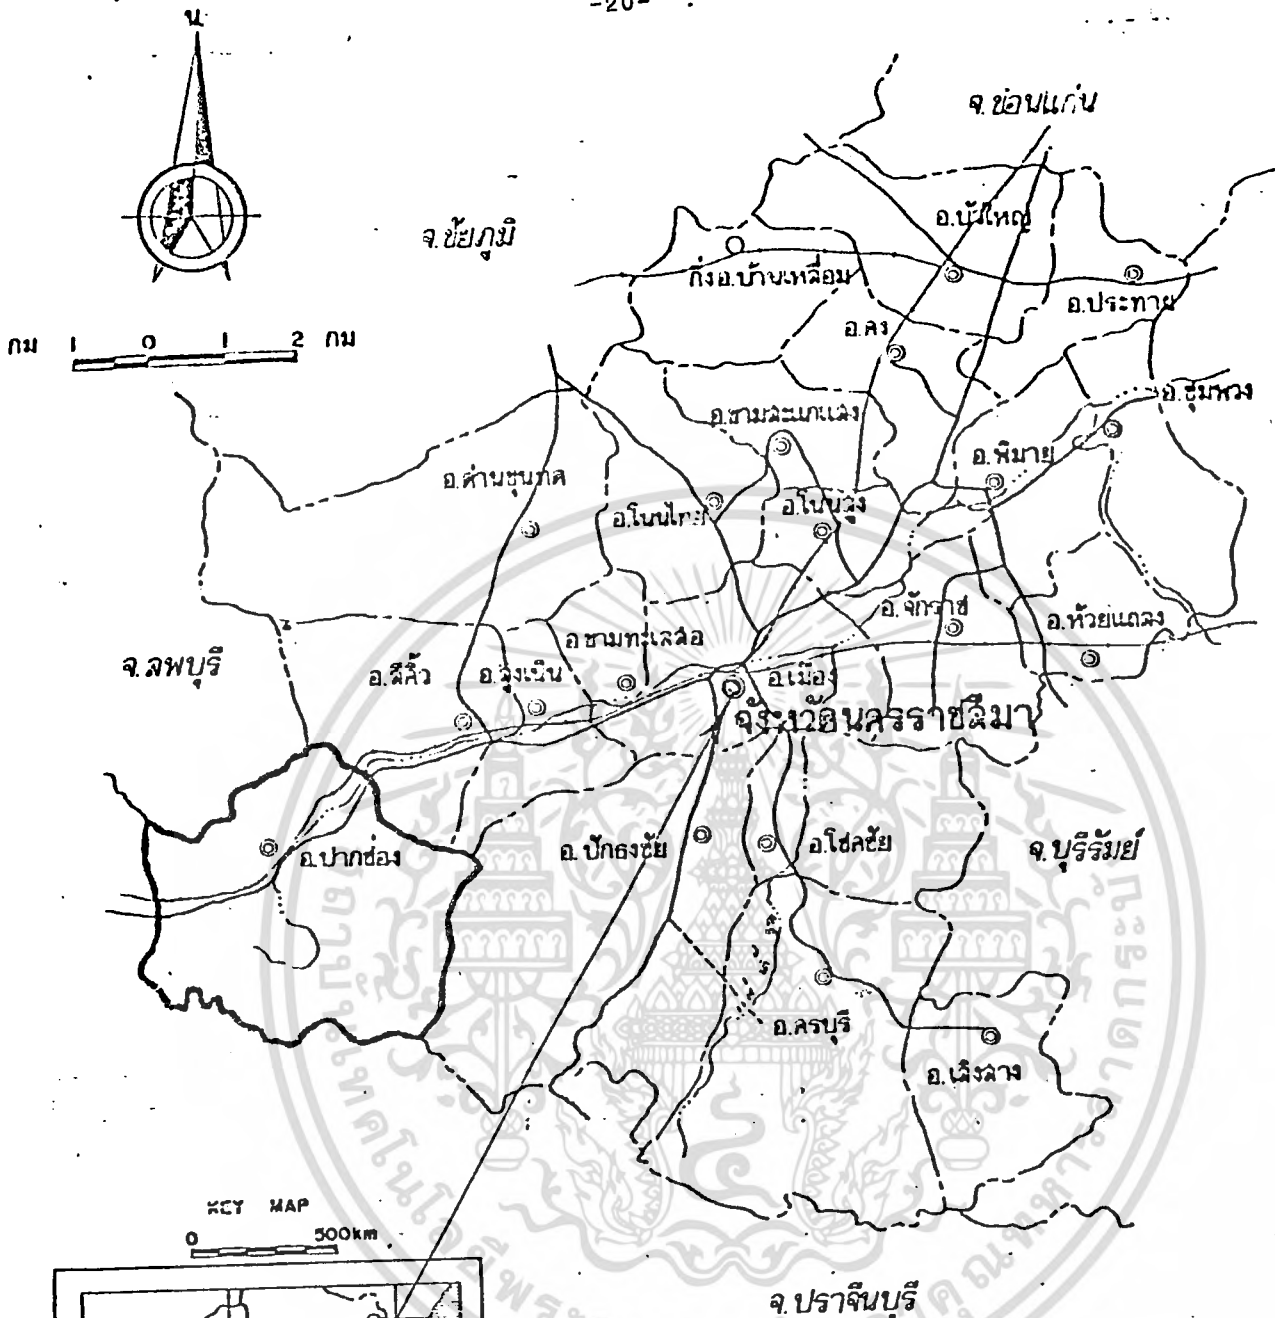 -20-
น
จ.ขอนแก่น
จ.ชัยภูมิ
อ.บัวใหญ่
กิ่งอ.บ้านเหลื่อม
อ.ประทาย
กม 1 0 1 2 กม
อ.คง
อ.ชุมพวง
อ.ขามสะแกแสง
อ.พิมาย
อ.ด่านขุนทด
อ.โนนไทย
อ.โนนสูง
อ.จักราช
อ.ห้วยแถลง
อ.ขามทะเลสอ
จ.ลพบุรี
อ.สีคิ้ว
อ.สูงเนิน
อ.เมือง
จังหวัดนครราชสีมา
อ.ปากช่อง
อ.ปักธงชัย
อ.โชคชัย
จ.บุรีรัมย์
อ.ครบุรี
อ.เสิงสาง
KEY MAP
0 500km
จ.ปราจีนบุรี